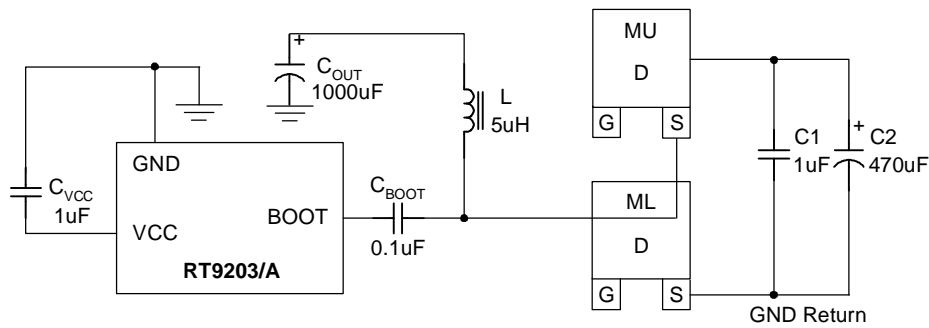 +
C_OUT
1000uF
L
5uH
MU
D
G
S
C1
1uF
+
C2
470uF
GND
C_VCC
1uF
VCC
BOOT
RT9203/A
C_BOOT
0.1uF
ML
D
G
S
GND Return